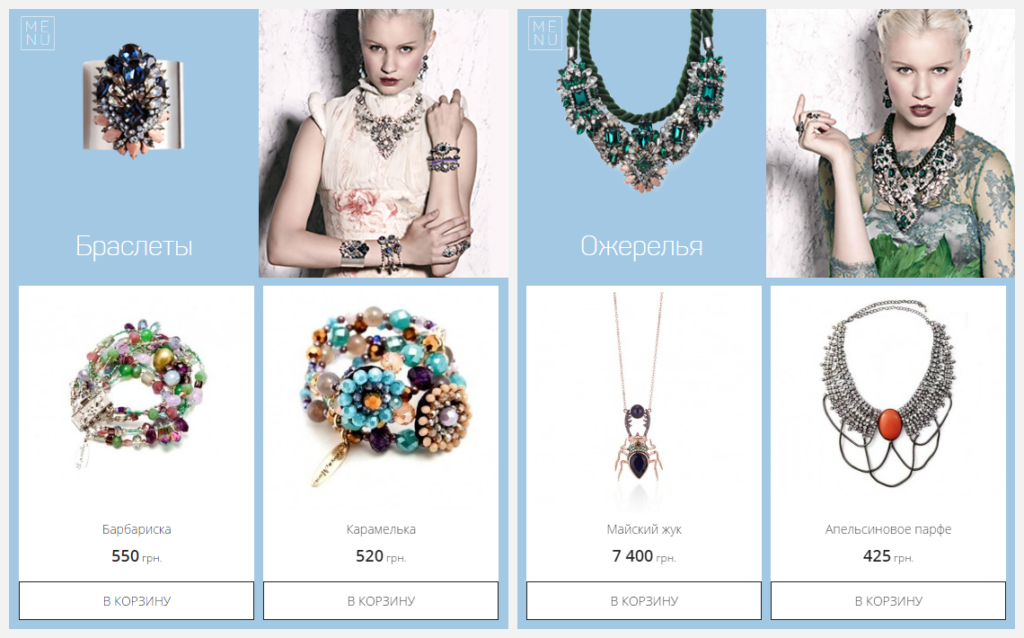 ME
NU
Браслеты
Барбариска
550 грн.
В КОРЗИНУ
Карамелька
520 грн.
В КОРЗИНУ
ME
NU
Ожерелья
Майский жук
7 400 грн.
В КОРЗИНУ
Апельсиновое парфе
425 грн.
В КОРЗИНУ